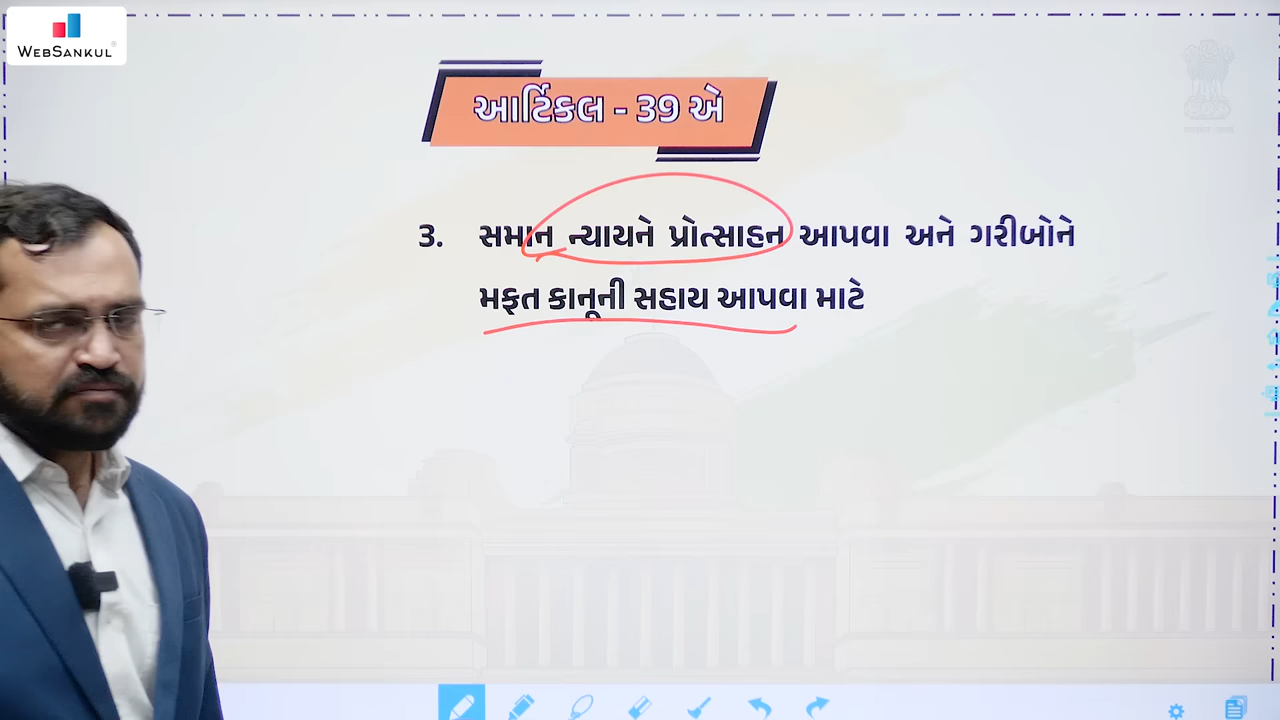 WEBSANKUL
આર્ટિકલ - 39 એ
3. સમાન ન્યાયને પ્રોત્સાહન આપવા અને ગરીબોને
મફત કાનૂની સહાય આપવા માટે